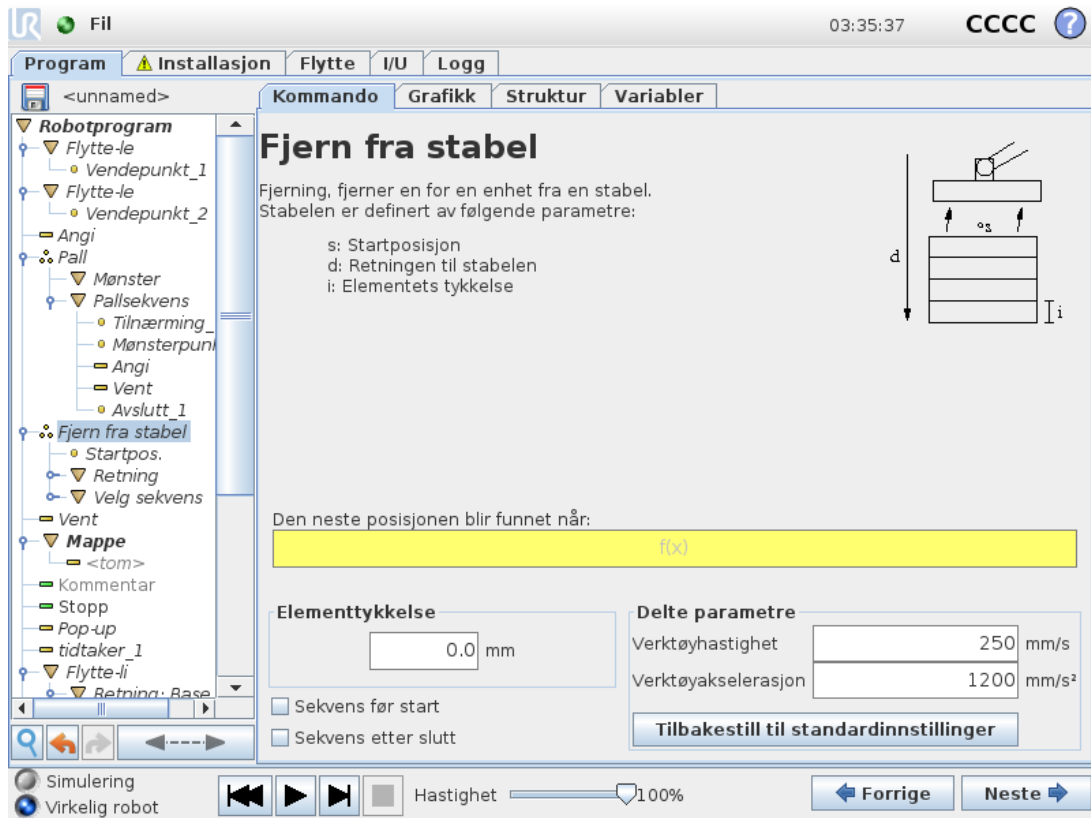 UR Fil 03:35:37 CCCC ?
Program Installasjon Flytte I/U Logg
<unnamed>
Kommando Grafikk Struktur Variabler
Robotprogram
Flytte-le
Vendepunkt_1
Flytte-le
Vendepunkt_2
Angi
Pall
Mønster
Pallsekvens
Tilnærming_
Mønsterpunl
Angi
Vent
Avslutt_1
Fjern fra stabel
Startpos.
Retning
Velg sekvens
Vent
Mappe
<tom>
Kommentar
Stopp
Pop-up
tidtaker_1
Flytte-li
Retning: Base
Fjern fra stabel
Fjerning, fjerner en for en enhet fra en stabel.
Stabelen er definert av følgende parametre:
s: Startposisjon
d: Retningen til stabelen
i: Elementets tykkelse
s
d
i
Den neste posisjonen blir funnet når:
f(x)
Elementtykkelse
0.0 mm
Sekvens før start
Sekvens etter slutt
Delte parametre
Verktøyhastighet 250 mm/s
Verktøyakselerasjon 1200 mm/s²
Tilbakestill til standardinnstillinger
Simulering
Virkelig robot
Hastighet 100%
Forrige Neste